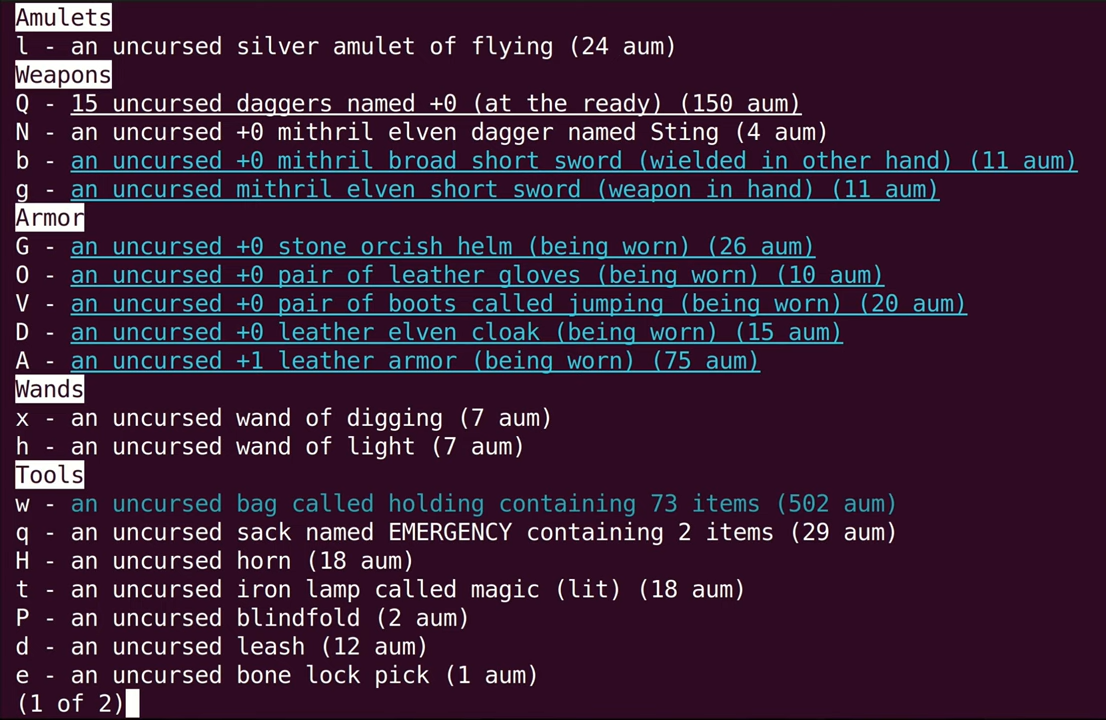 Amulets
l - an uncursed silver amulet of flying (24 aum)
Weapons
Q - 15 uncursed daggers named +0 (at the ready) (150 aum)
N - an uncursed +0 mithril elven dagger named Sting (4 aum)
b - an uncursed +0 mithril broad short sword (wielded in other hand) (11 aum)
g - an uncursed mithril elven short sword (weapon in hand) (11 aum)
Armor
G - an uncursed +0 stone orcish helm (being worn) (26 aum)
O - an uncursed +0 pair of leather gloves (being worn) (10 aum)
V - an uncursed +0 pair of boots called jumping (being worn) (20 aum)
D - an uncursed +0 leather elven cloak (being worn) (15 aum)
A - an uncursed +1 leather armor (being worn) (75 aum)
Wands
x - an uncursed wand of digging (7 aum)
h - an uncursed wand of light (7 aum)
Tools
w - an uncursed bag called holding containing 73 items (502 aum)
q - an uncursed sack named EMERGENCY containing 2 items (29 aum)
H - an uncursed horn (18 aum)
t - an uncursed iron lamp called magic (lit) (18 aum)
P - an uncursed blindfold (2 aum)
d - an uncursed leash (12 aum)
e - an uncursed bone lock pick (1 aum)
(1 of 2)